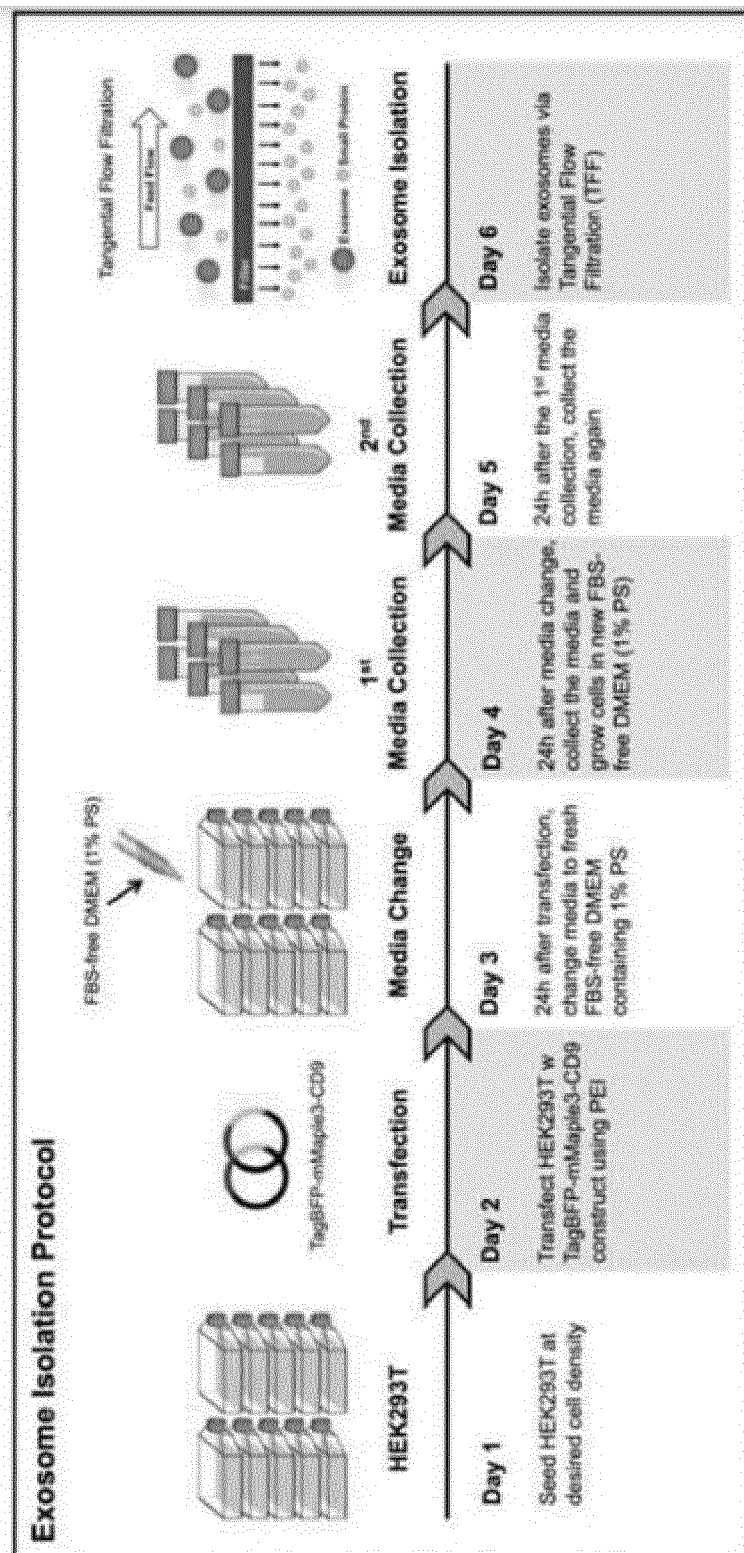 Exosome Isolation Protocol
HEK293T
Day 1
Seed HEK293T at
desired cell density
TagBFP-mMaple3-CD9
Transfection
Day 2
Transfect HEK293T w
TagBFP-mMaple3-CD9
construct using PEI
FBS-free DMEM (1% PS)
Media Change
Day 3
24h after transfection,
change media to fresh
FBS-free DMEM
containing 1% PS
1st
Media Collection
Day 4
24h after media change,
collect the media and
grow cells in new FBS-
free DMEM (1% PS)
2nd
Media Collection
Day 5
24h after the 1st media
collection, collect the
media again
Tangential Flow Filtration
Feed Flow
Filter
Exosome
Small Protein
Exosome Isolation
Day 6
Isolate exosomes via
Tangential Flow
Filtration (TFF)